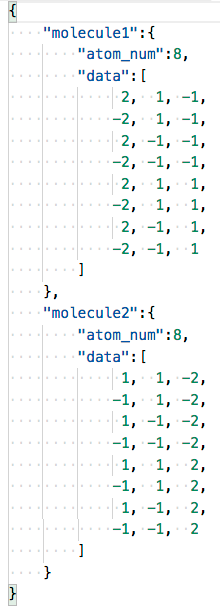 {
"molecule1":{
"atom_num":8,
"data":[
2, 1, -1,
-2, 1, -1,
2, -1, -1,
-2, -1, -1,
2, 1, 1,
-2, 1, 1,
2, -1, 1,
-2, -1, 1
]
},
"molecule2":{
"atom_num":8,
"data":[
1, 1, -2,
-1, 1, -2,
1, -1, -2,
-1, -1, -2,
1, 1, 2,
-1, 1, 2,
1, -1, 2,
-1, -1, 2
]
}
}